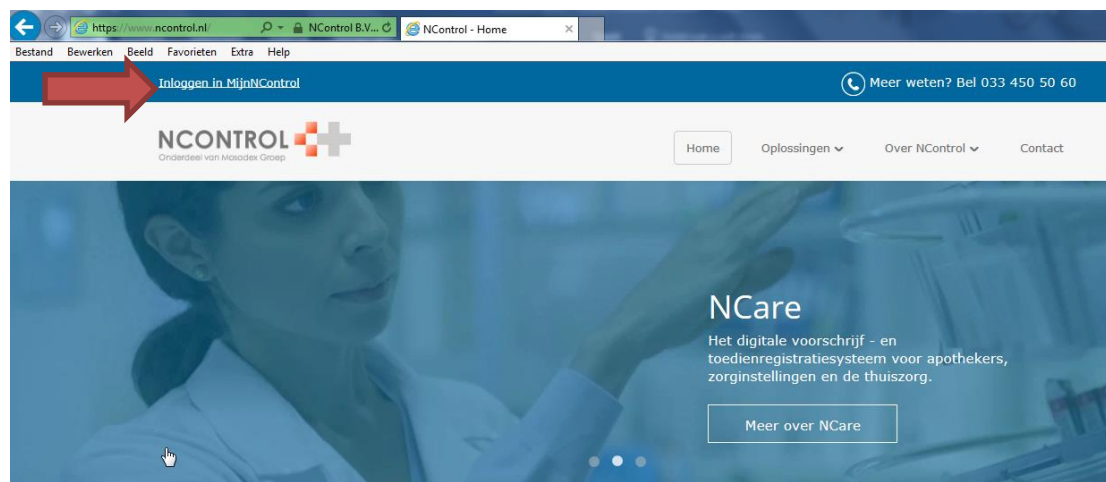 https://www.ncontrol.nl/
NControl B.V...
NControl - Home
Bestand Bewerken Beeld Favorieten Extra Help
Inloggen in MijnNControl
Meer weten? Bel 033 450 50 60
NCONTROL
Onderdeel van Mosadex Groep
Home Oplossingen Over NControl Contact
NCare
Het digitale voorschrijf - en
toedienregistratiesysteem voor apothekers,
zorginstellingen en de thuiszorg.
Meer over NCare